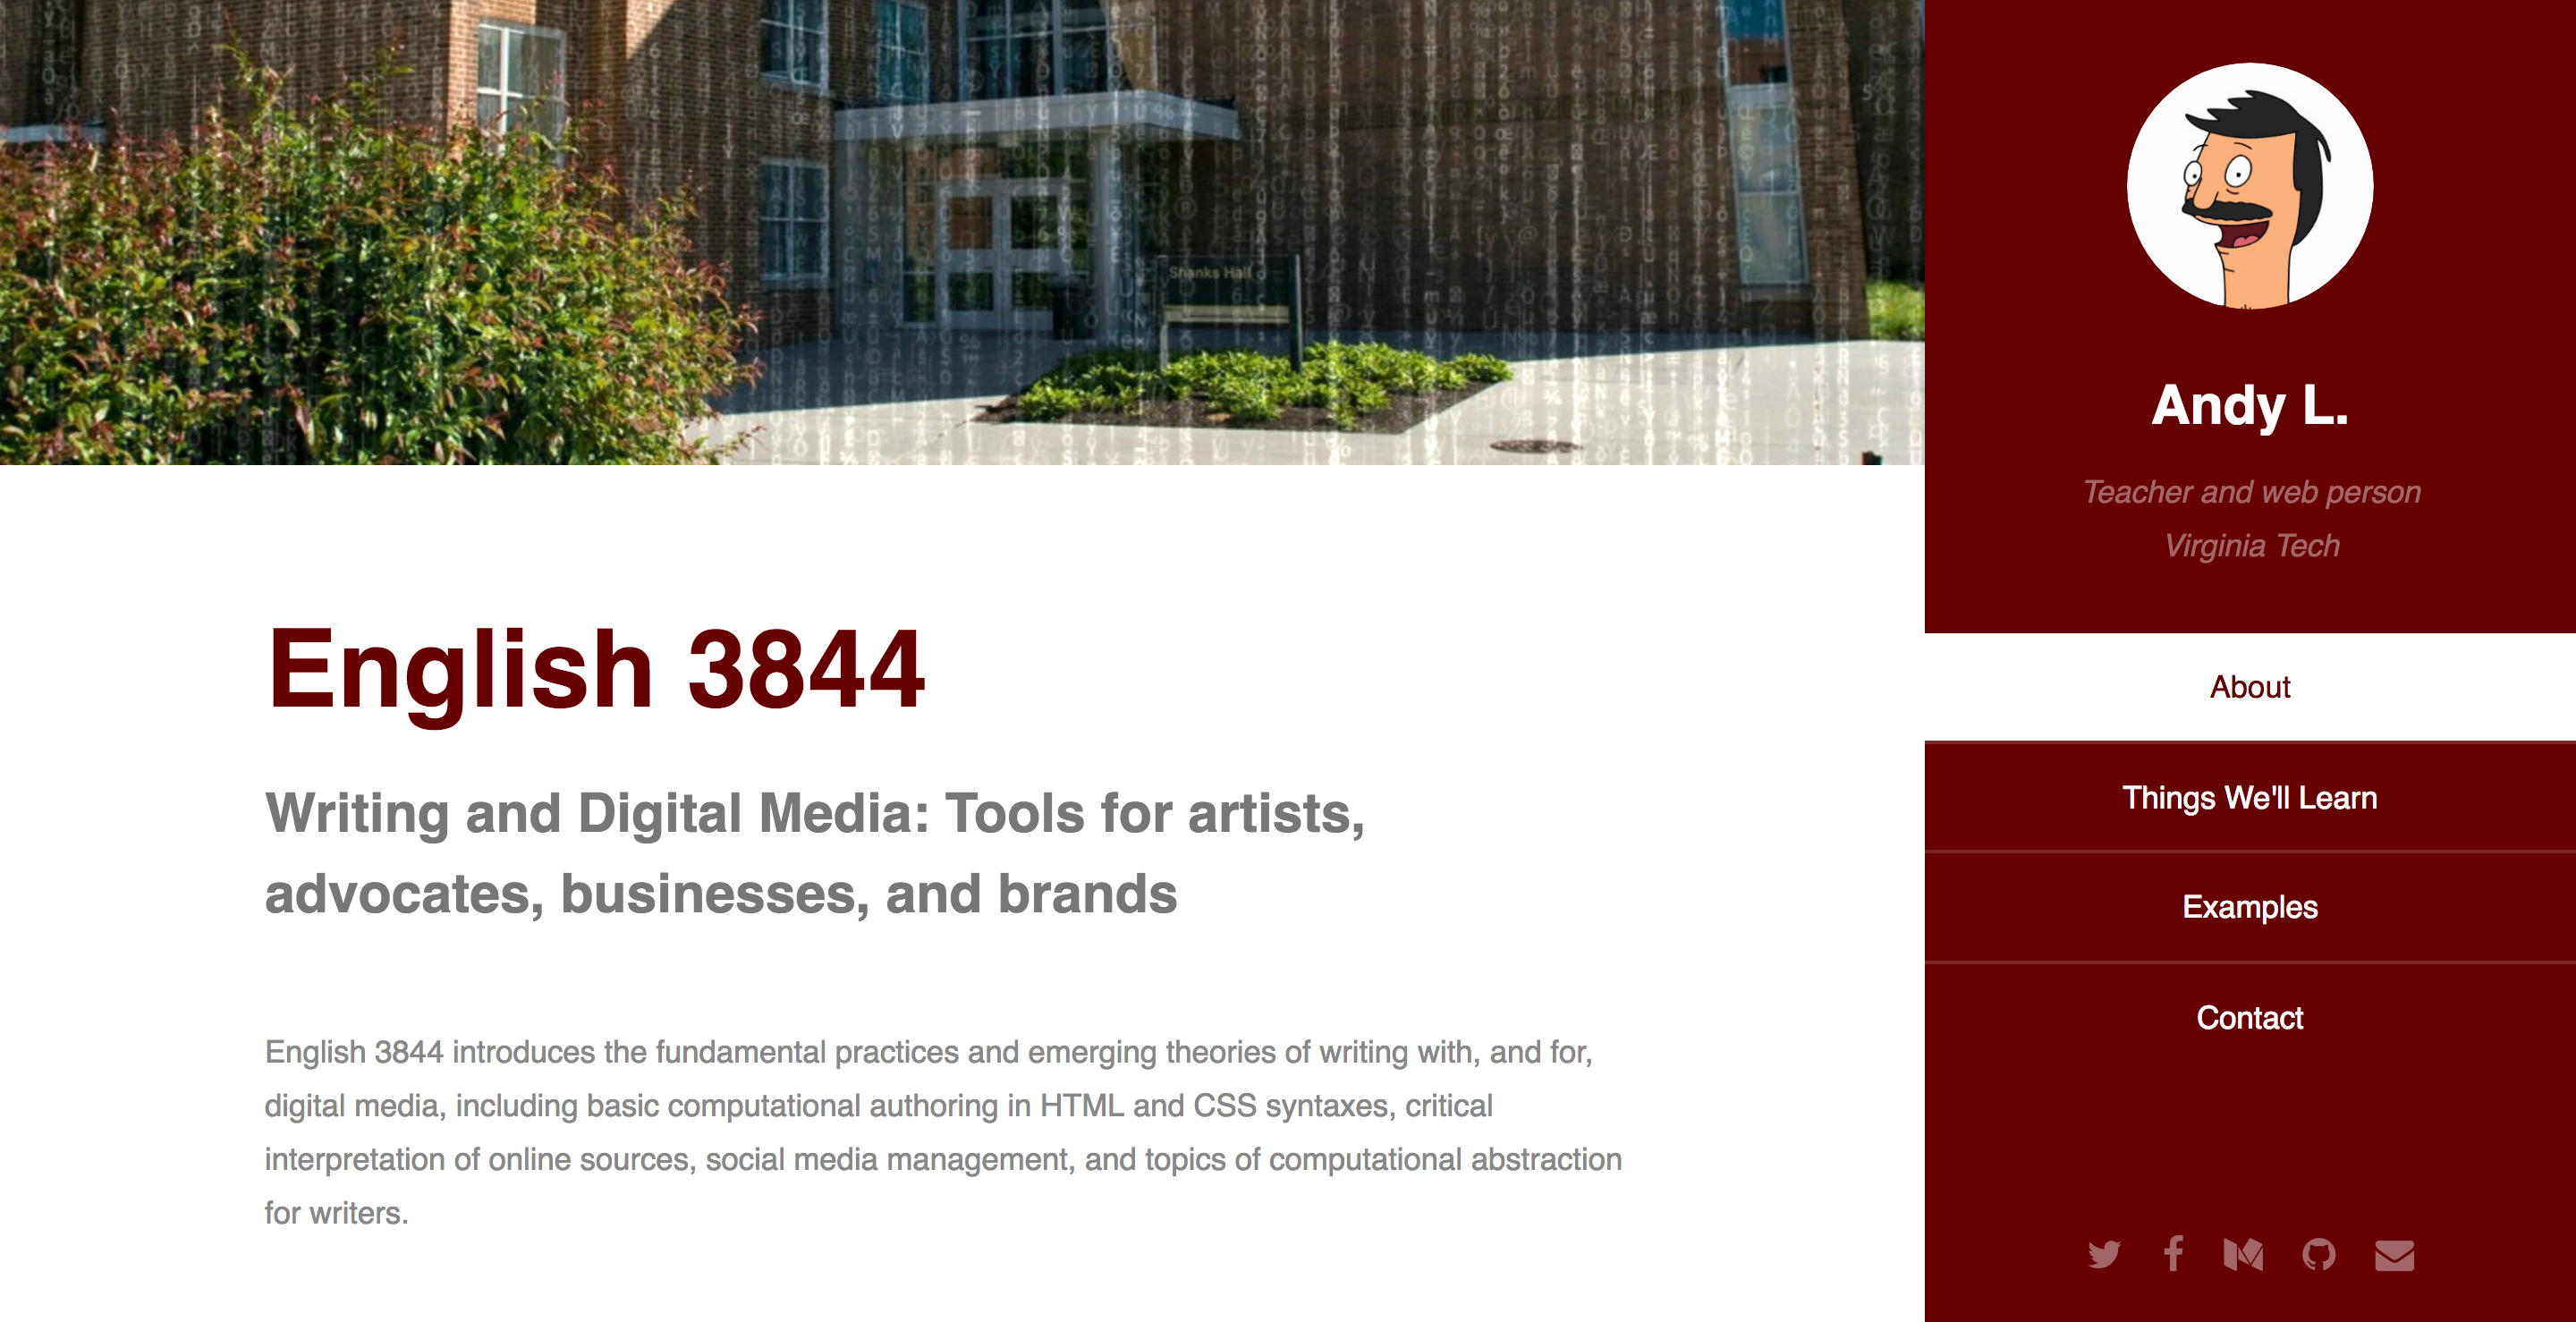 Shanks Hall
English 3844
Writing and Digital Media: Tools for artists,
advocates, businesses, and brands
English 3844 introduces the fundamental practices and emerging theories of writing with, and for,
digital media, including basic computational authoring in HTML and CSS syntaxes, critical
interpretation of online sources, social media management, and topics of computational abstraction
for writers.
Andy L.
Teacher and web person
Virginia Tech
About
Things We'll Learn
Examples
Contact